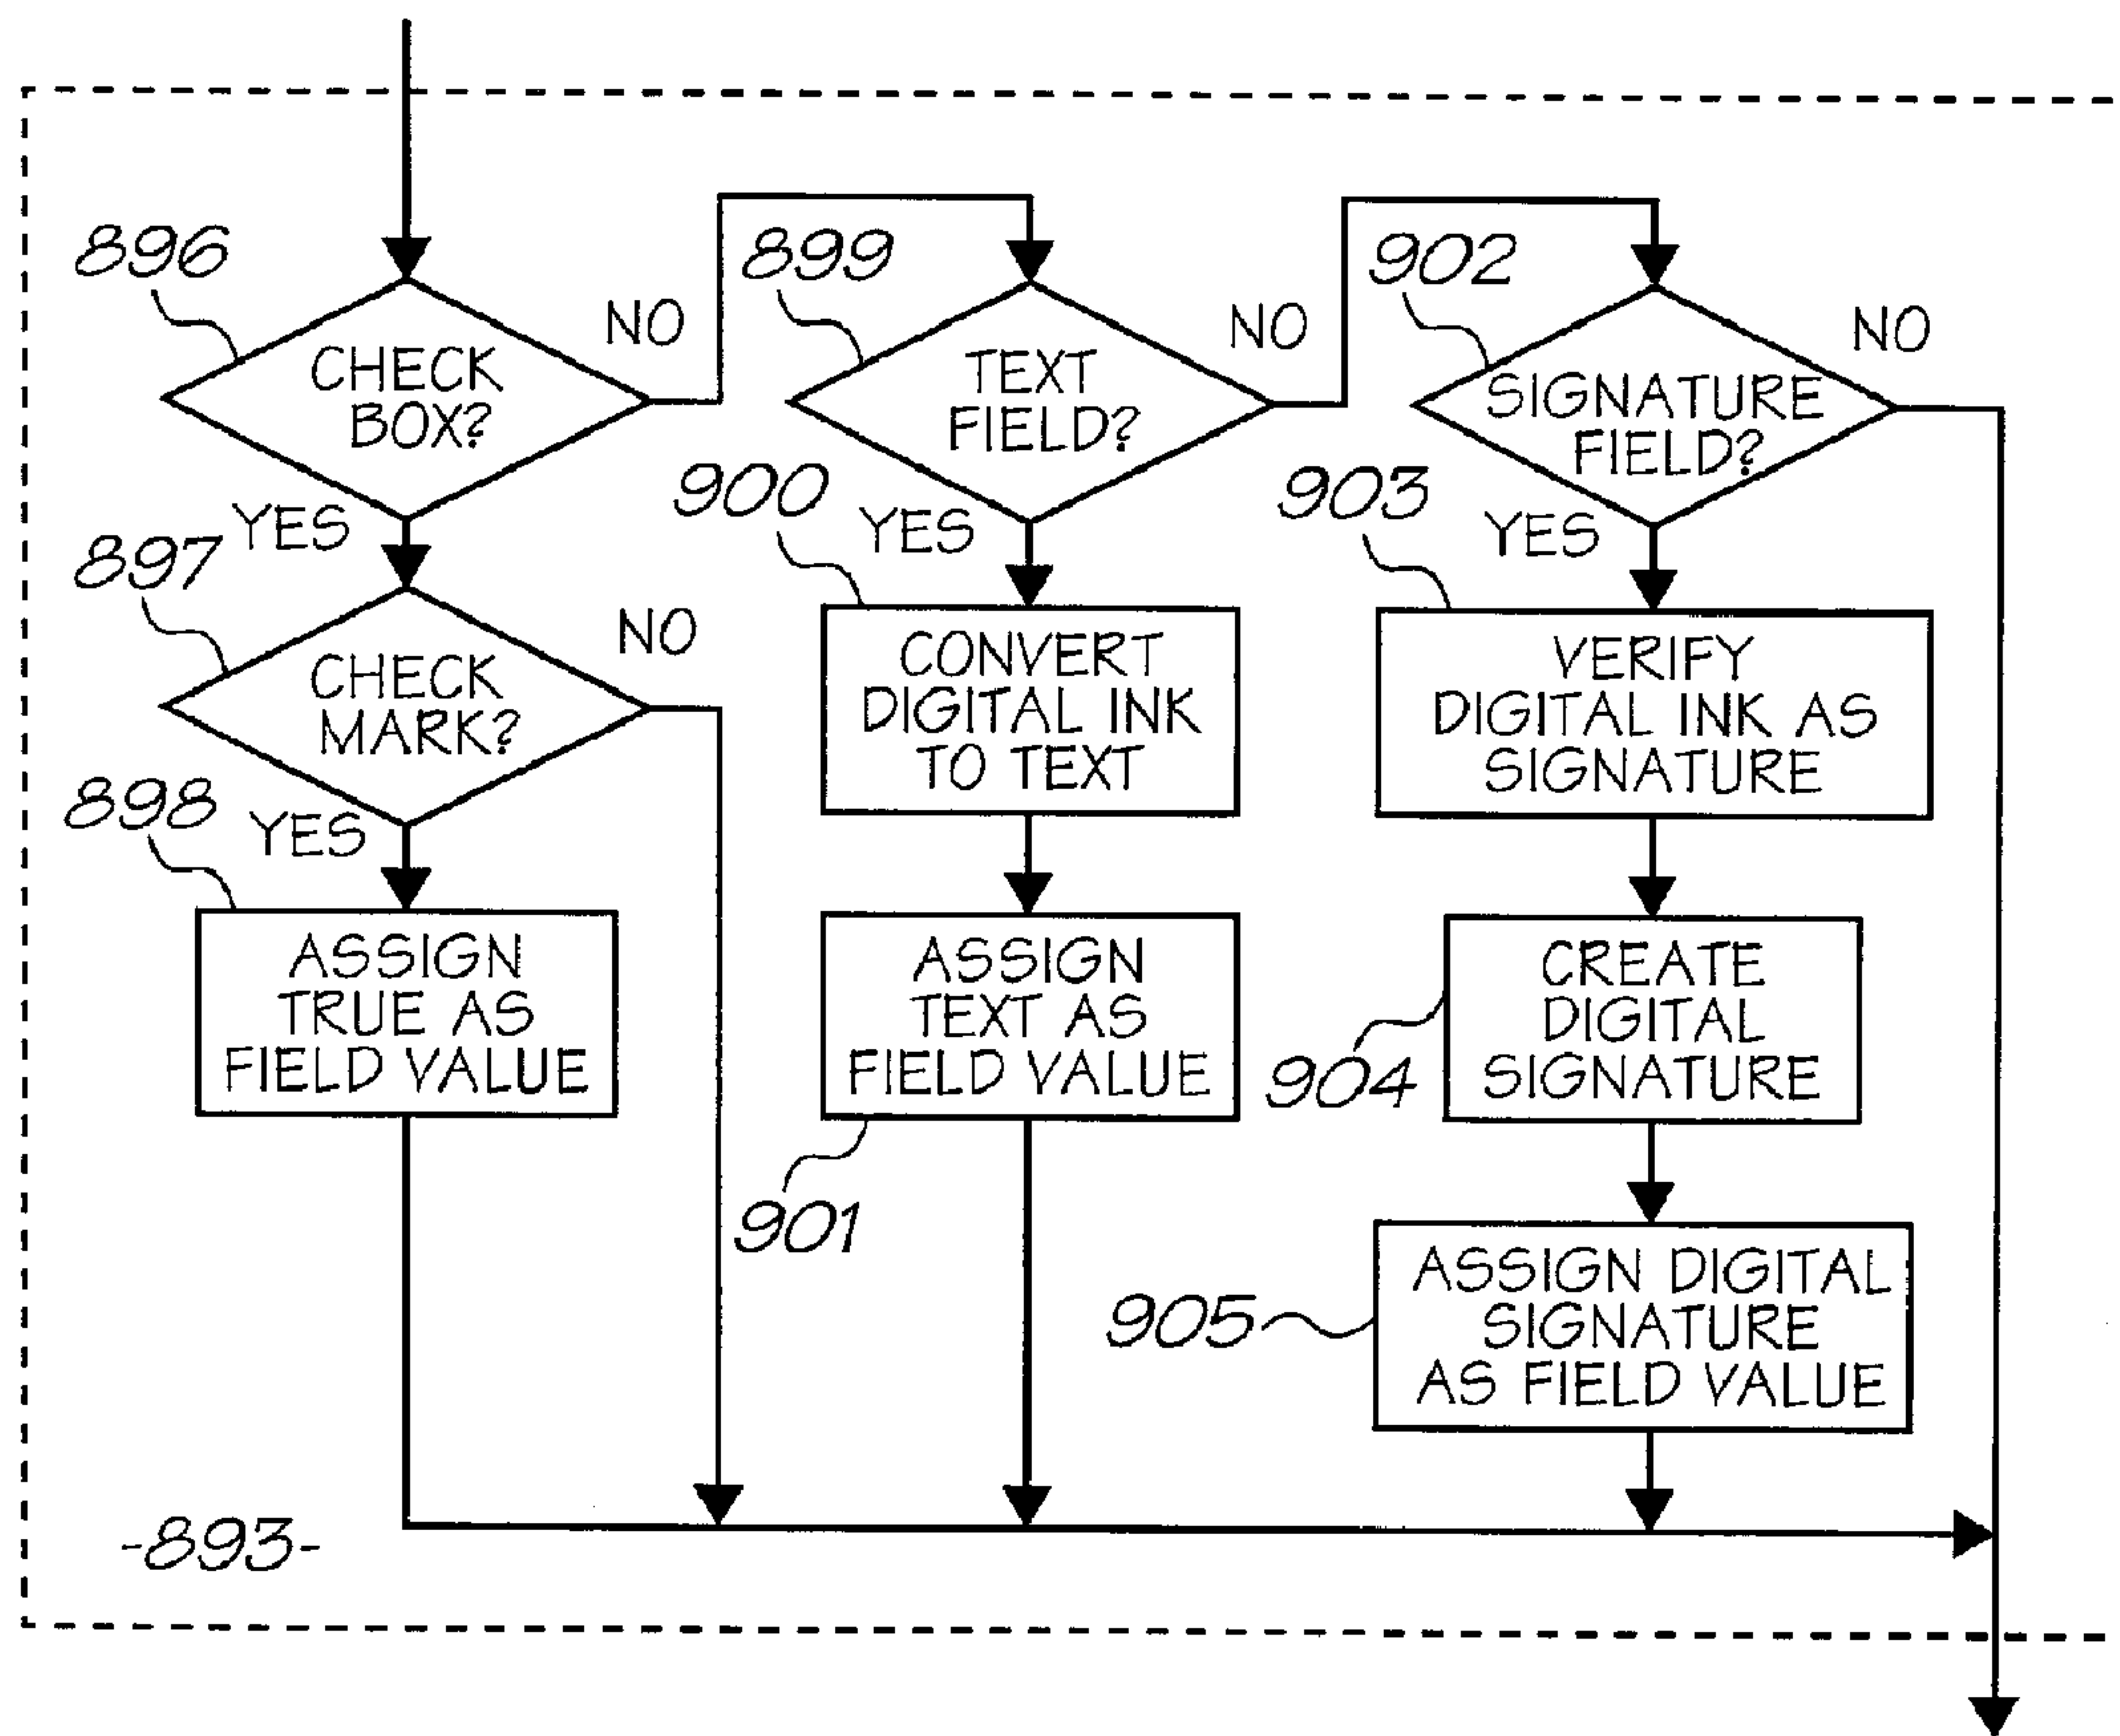 896
CHECK
BOX?
NO
YES
897
CHECK
MARK?
NO
YES
898
ASSIGN
TRUE AS
FIELD VALUE
899
TEXT
FIELD?
NO
YES
900
CONVERT
DIGITAL INK
TO TEXT
ASSIGN
TEXT AS
FIELD VALUE
901
902
SIGNATURE
FIELD?
NO
YES
903
VERIFY
DIGITAL INK AS
SIGNATURE
CREATE
DIGITAL
SIGNATURE
904
ASSIGN DIGITAL
SIGNATURE
AS FIELD VALUE
905
-893-